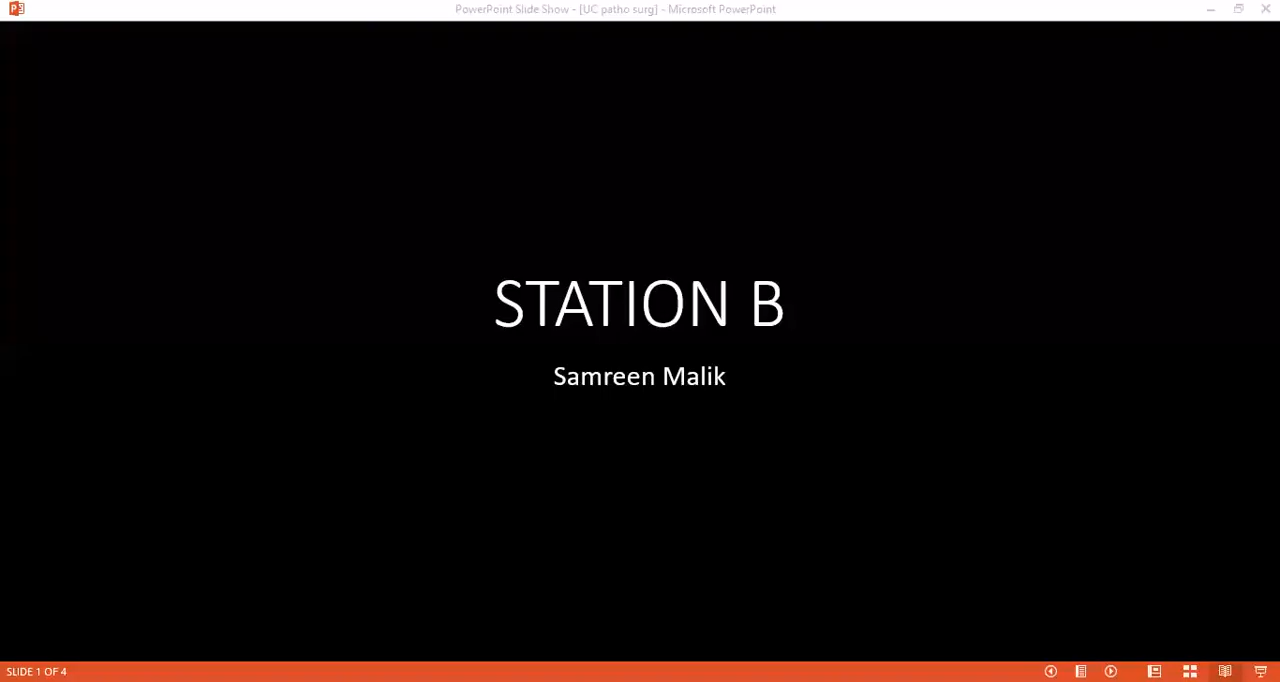 PowerPoint Slide Show - [UC patho surg] - Microsoft PowerPoint
STATION B
Samreen Malik
SLIDE 1 OF 4